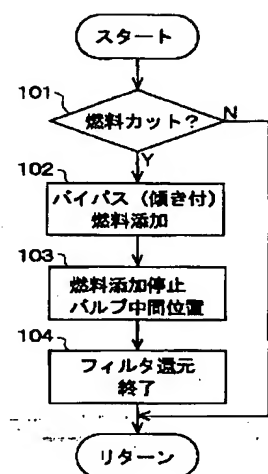 スタート
101
燃料カット?
N
Y
102
バイパス(傾き付)
燃料添加
103
燃料添加停止
バルブ中間位置
104
フィルタ還元
終了
リターン